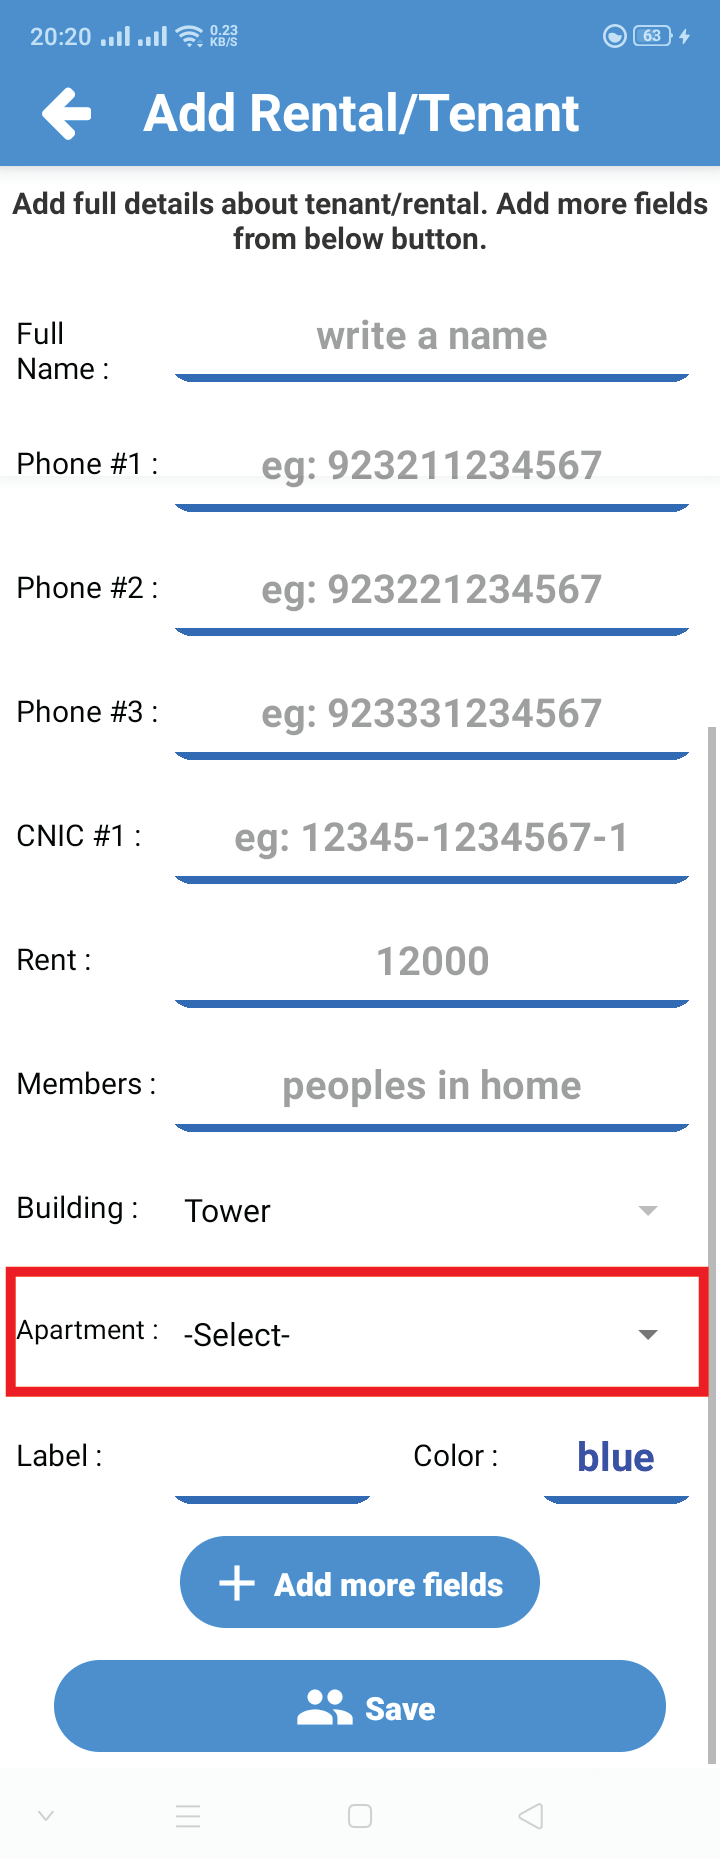 20:20 0.23 KB/S 63
Add Rental/Tenant
Add full details about tenant/rental. Add more fields
from below button.
Full
Name :
write a name
Phone #1 : eg: 923211234567
Phone #2 : eg: 923221234567
Phone #3 : eg: 923331234567
CNIC #1 : eg: 12345-1234567-1
Rent : 12000
Members : peoples in home
Building : Tower
Apartment : -Select-
Label : Color : blue
Add more fields
Save